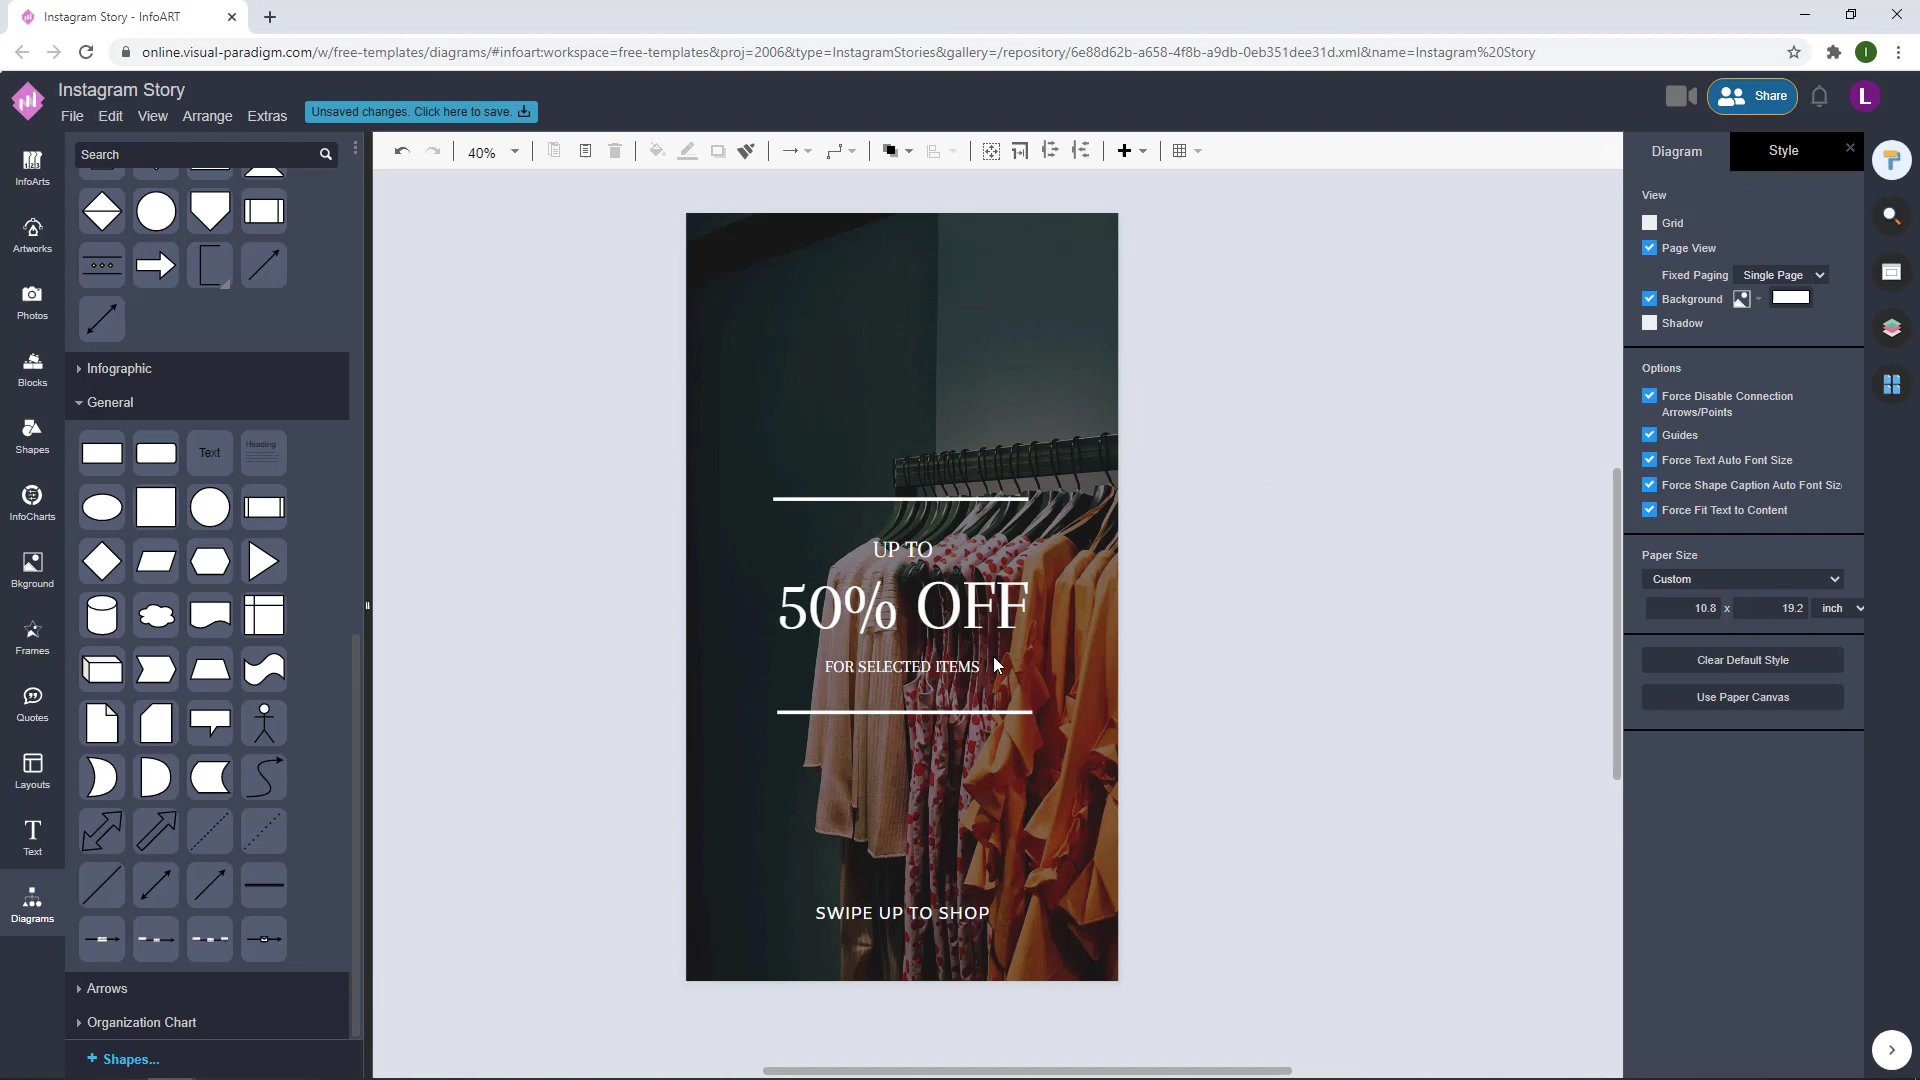 Instagram Story - InfoART
online.visual-paradigm.com/w/free-templates/diagrams/#infoart:workspace=free-templates&proj=2006&type=InstagramStories&gallery=/repository/6e88d62b-a658-4f8b-a9db-0eb351dee31d.xml&name=Instagram%20Story
I
Instagram Story
File Edit View Arrange Extras
Unsaved changes. Click here to save.
Share
L
InfoArts
Artworks
Photos
Blocks
Shapes
InfoCharts
Bkground
Frames
Quotes
Layouts
T
Text
Diagrams
Search
Infographic
General
Text
Heading
Arrows
Organization Chart
+ Shapes...
40%
UP TO
50% OFF
FOR SELECTED ITEMS
SWIPE UP TO SHOP
Diagram
Style
View
Grid
Page View
Fixed Paging Single Page
Background
Shadow
Options
Force Disable Connection
Arrows/Points
Guides
Force Text Auto Font Size
Force Shape Caption Auto Font Siz
Force Fit Text to Content
Paper Size
Custom
10.8 x 19.2 inch
Clear Default Style
Use Paper Canvas